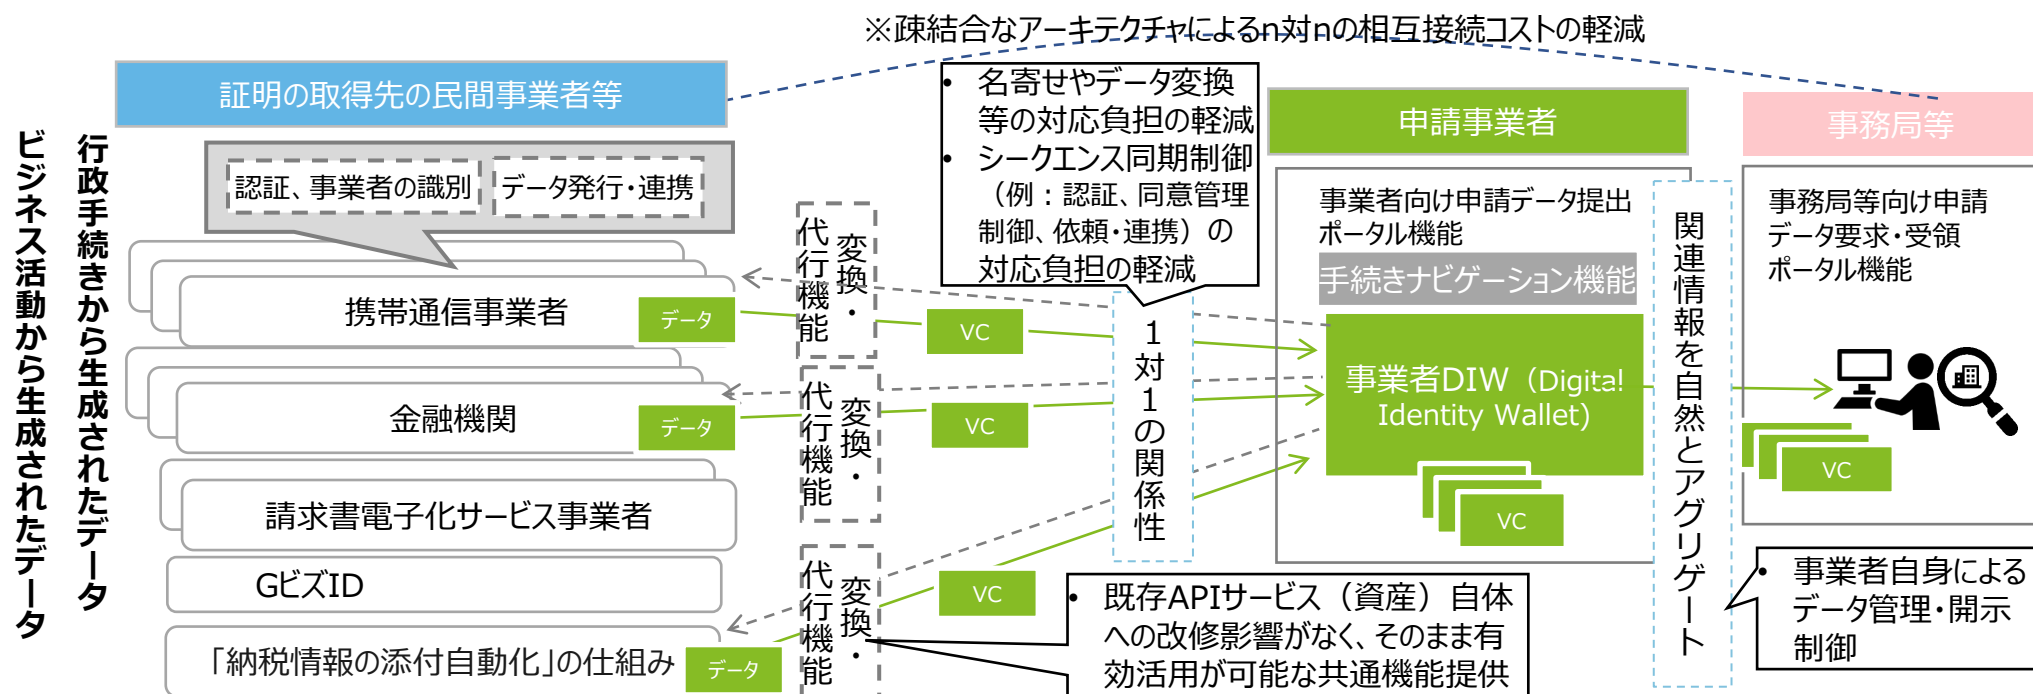 ※疎結合なアーキテクチャによるn対nの相互接続コストの軽減
証明の取得先の民間事業者等
申請事業者
事務局等
ビジネス活動から生成されたデータ
行政手続きから生成されたデータ
認証、事業者の識別
データ発行・連携
携帯通信事業者
データ
金融機関
データ
請求書電子化サービス事業者
GビズID
「納税情報の添付自動化」の仕組み
データ
変換・
代行機能
変換・
代行機能
変換・
代行機能
VC
VC
VC
• 名寄せやデータ変換
等の対応負担の軽減
• シークエンス同期制御
（例：認証、同意管理
制御、依頼・連携）の
対応負担の軽減
1対1の関係性
• 既存APIサービス（資産）自体
への改修影響がなく、そのまま有
効活用が可能な共通機能提供
事業者向け申請データ提出
ポータル機能
手続きナビゲーション機能
事業者DIW（Digital
Identity Wallet)
VC
関連情報を自然とアグリゲート
事務局等向け申請
データ要求・受領
ポータル機能
VC
• 事業者自身による
データ管理・開示
制御